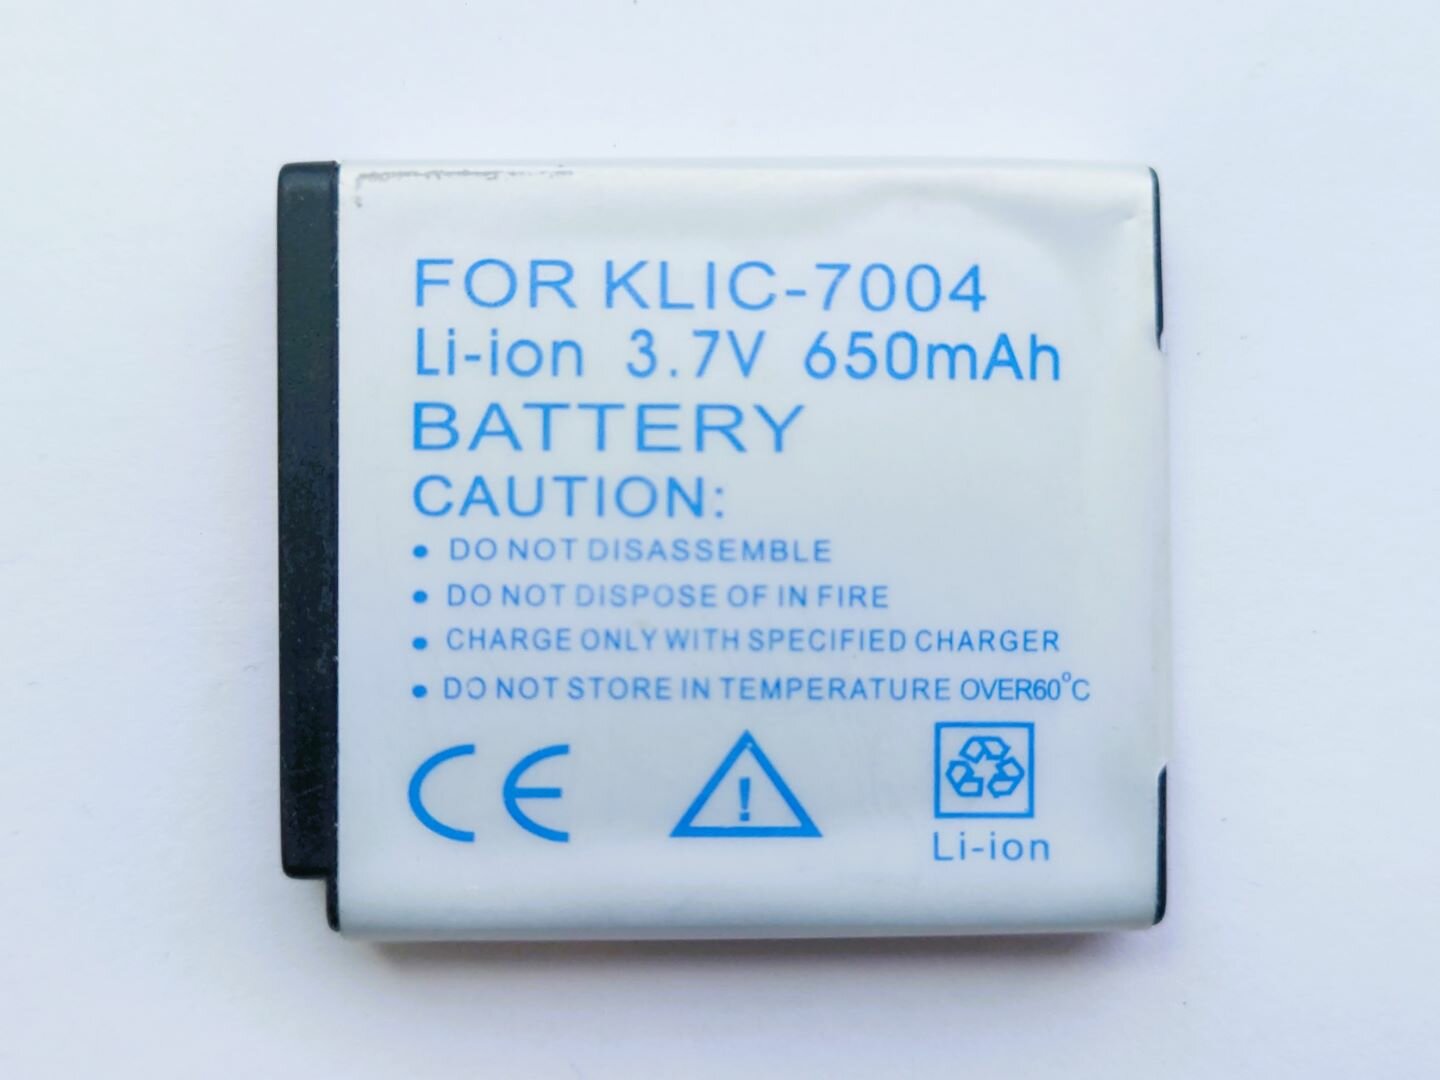 FOR KLIC-7004
Li-ion 3.7V 650mAh
BATTERY
CAUTION:
• DO NOT DISASSEMBLE
• DO NOT DISPOSE OF IN FIRE
• CHARGE ONLY WITH SPECIFIED CHARGER
• DO NOT STORE IN TEMPERATURE OVER60°C
CE
Li-ion